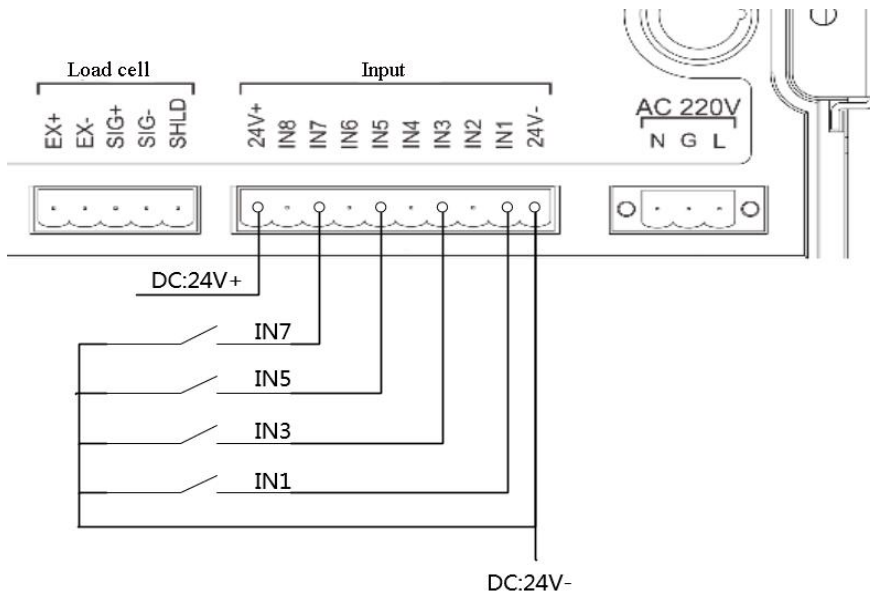 Load cell
Input
EX+
EX-
SIG+
SIG-
SHLD
24V+
IN8
IN7
IN6
IN5
IN4
IN3
IN2
IN1
24V-
AC 220V
N G L
DC:24V+
IN7
IN5
IN3
IN1
DC:24V-